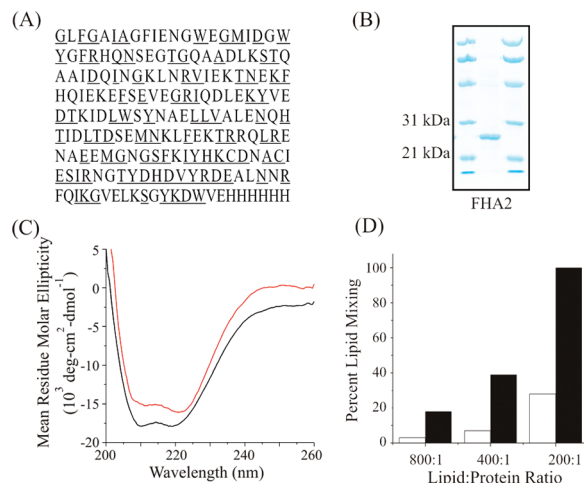 (A)
GLFGAIAGFIENGWEGMIDGW
YGFRHQNSEGTGQAADLKSTQ
AAIDQINGKLNRVIEKTNEKF
HQIEKEFSEVEGRIQDLEKYVE
DTKIDLWSYNAELLVALENQH
TIDLTDSEMNKLFEKTRRQLRE
NAEEMGNGSFKIYHKCDNACI
ESIRNGTYDHDVYRDEALNNR
FQIKGVELKSGYKDWVEHHHHHH
(B)
31 kDa
21 kDa
FHA2
(C)
Mean Residue Molar Ellipticity
(10³ deg-cm²-dmol⁻¹)
5
0
-5
-10
-15
-20
200 220 240 260
Wavelength (nm)
(D)
Percent Lipid Mixing
100
80
60
40
20
0
800:1 400:1 200:1
Lipid:Protein Ratio